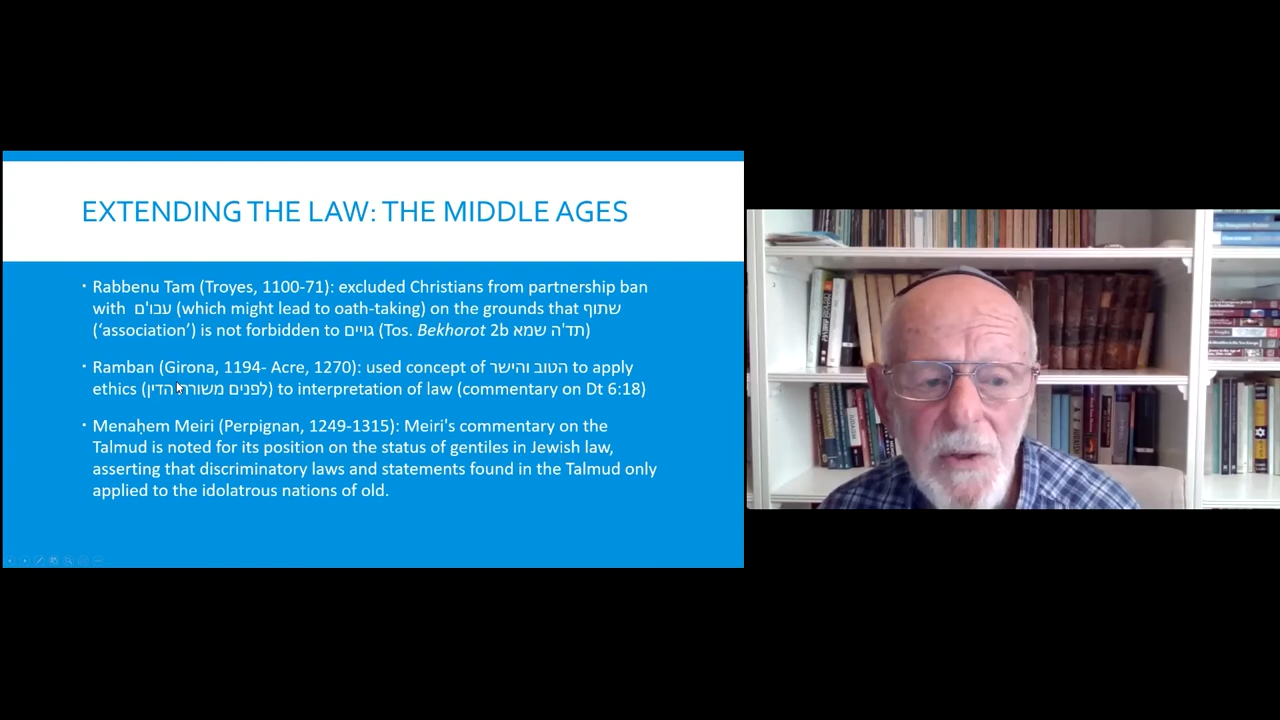 EXTENDING THE LAW: THE MIDDLE AGES
· Rabbenu Tam (Troyes, 1100-71): excluded Christians from partnership ban
with עכו'ם (which might lead to oath-taking) on the grounds that שתוף
(‘association’) is not forbidden to גויים (Tos. Bekhorot 2b תד'ה שמא)
· Ramban (Girona, 1194- Acre, 1270): used concept of הטוב והישר to apply
ethics (לפנים משורת הדין) to interpretation of law (commentary on Dt 6:18)
· Menaḥem Meiri (Perpignan, 1249-1315): Meiri's commentary on the
Talmud is noted for its position on the status of gentiles in Jewish law,
asserting that discriminatory laws and statements found in the Talmud only
applied to the idolatrous nations of old.